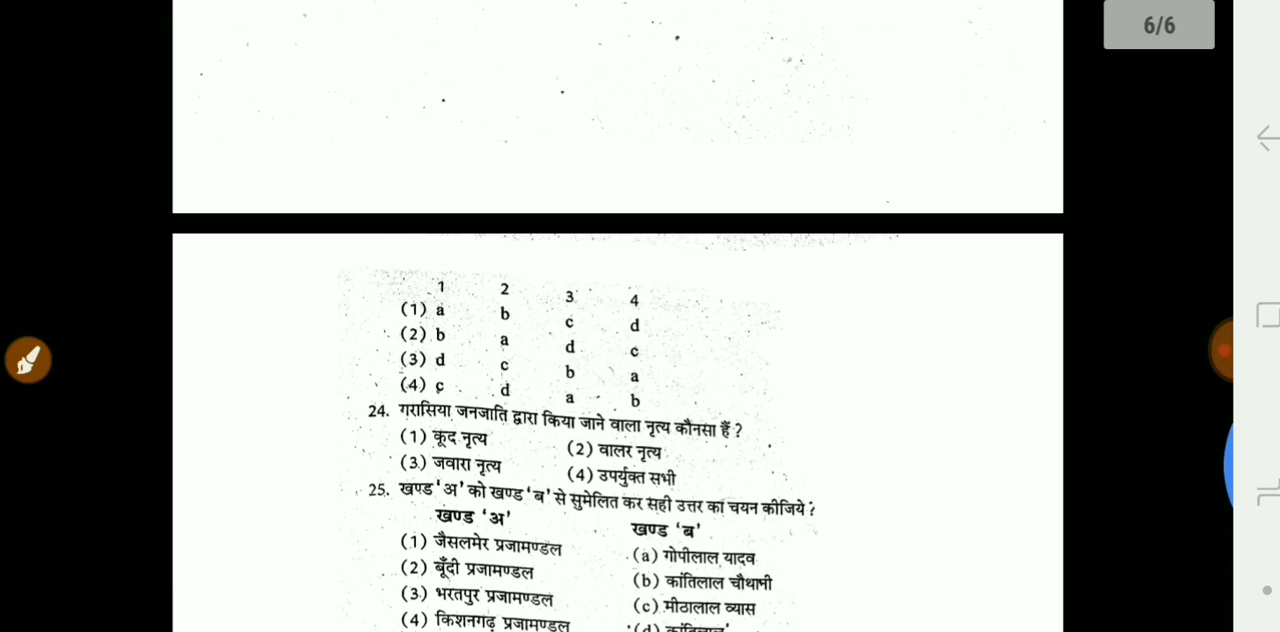 6/6
1 2 3 4
(1) a b c d
(2) b a d c
(3) d c b a
(4) c d a b
24. गरासिया जनजाति द्वारा किया जाने वाला नृत्य कौनसा हैं ?
(1) कूद नृत्य (2) वालर नृत्य
(3) जवारा नृत्य (4) उपर्युक्त सभी
25. खण्ड 'अ' को खण्ड 'ब' से सुमेलित कर सही उत्तर का चयन कीजिये ?
खण्ड 'अ' खण्ड 'ब'
(1) जैसलमेर प्रजामण्डल (a) गोपीलाल यादव
(2) बूँदी प्रजामण्डल (b) कांतिलाल चौथानी
(3) भरतपुर प्रजामण्डल (c) मीठालाल व्यास
(4) किशनगढ़ प्रजामण्डल (d)